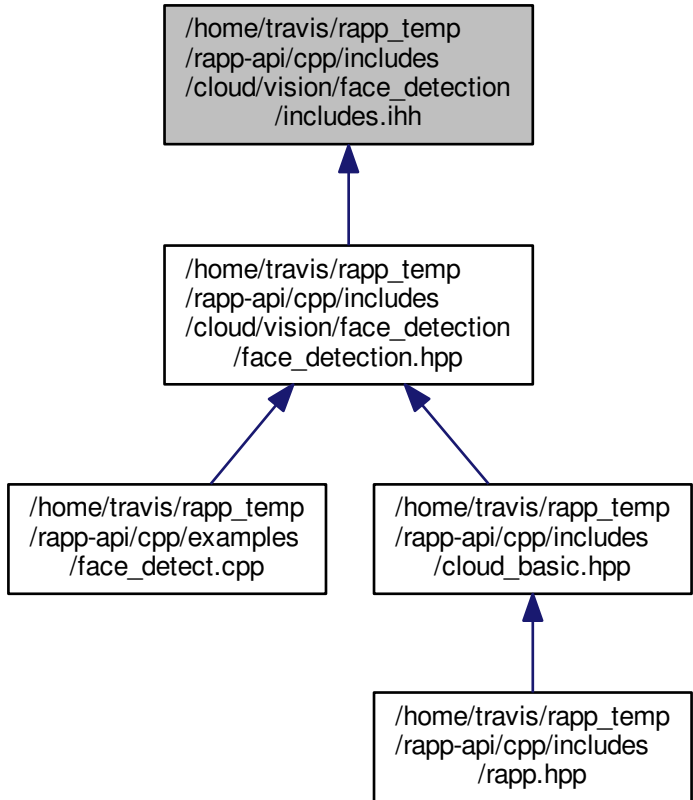 /home/travis/rapp_temp
/rapp-api/cpp/includes
/cloud/vision/face_detection
/includes.ihh
/home/travis/rapp_temp
/rapp-api/cpp/includes
/cloud/vision/face_detection
/face_detection.hpp
/home/travis/rapp_temp
/rapp-api/cpp/examples
/face_detect.cpp
/home/travis/rapp_temp
/rapp-api/cpp/includes
/cloud_basic.hpp
/home/travis/rapp_temp
/rapp-api/cpp/includes
/rapp.hpp